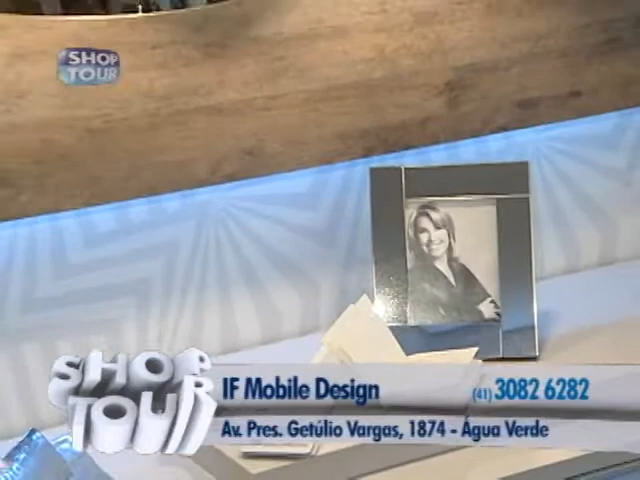 SHOP
TOUR
SHOP
TOUR
IF Mobile Design
(41) 3082 6282
Av. Pres. Getúlio Vargas, 1874 - Água Verde